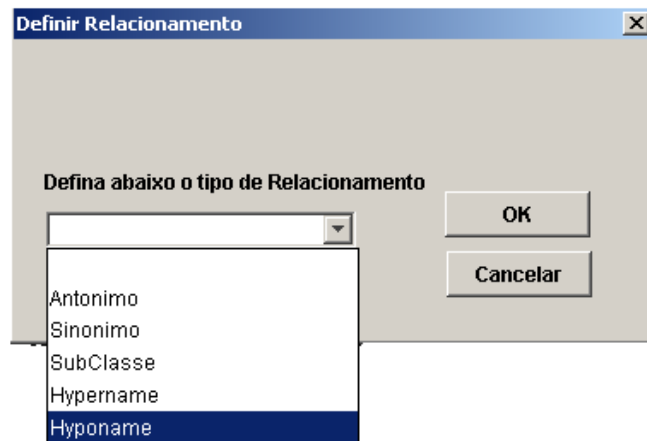 Definir Relacionamento
Defina abaixo o tipo de Relacionamento
OK
Cancelar
Antonimo
Sinonimo
SubClasse
Hypername
Hyponame